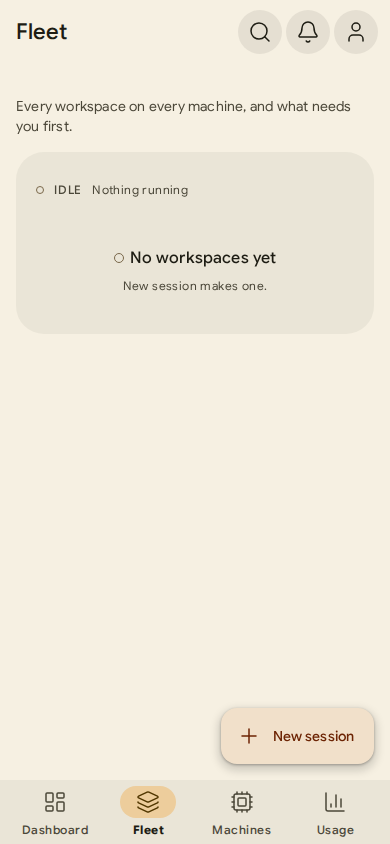 Fleet
Every workspace on every machine, and what needs
you first.
IDLE Nothing running
No workspaces yet
New session makes one.
New session
Dashboard
Fleet
Machines
Usage